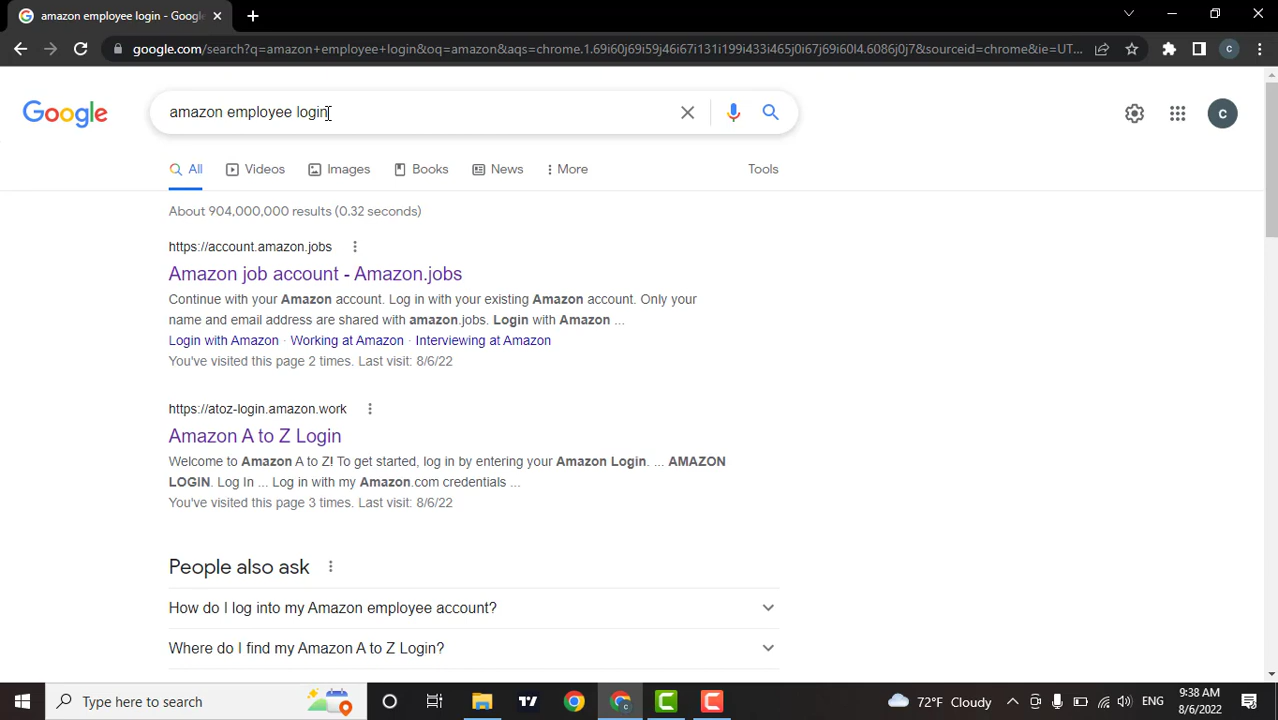 amazon employee login - Google
google.com/search?q=amazon+employee+login&oq=amazon&aqs=chrome.1.69i60j69i59j46i67i131i199i433i465j0i67j69i60l4.6086j0j7&sourceid=chrome&ie=UT...
C
Google
amazon employee login
C
All
Videos
Images
Books
News
More
Tools
About 904,000,000 results (0.32 seconds)
https://account.amazon.jobs
Amazon job account - Amazon.jobs
Continue with your Amazon account. Log in with your existing Amazon account. Only your
name and email address are shared with amazon.jobs. Login with Amazon ...
Login with Amazon · Working at Amazon · Interviewing at Amazon
You've visited this page 2 times. Last visit: 8/6/22
https://atoz-login.amazon.work
Amazon A to Z Login
Welcome to Amazon A to Z! To get started, log in by entering your Amazon Login. ... AMAZON
LOGIN. Log In ... Log in with my Amazon.com credentials ...
You've visited this page 3 times. Last visit: 8/6/22
People also ask
How do I log into my Amazon employee account?
Where do I find my Amazon A to Z Login?
Type here to search
72°F Cloudy
ENG
9:38 AM
8/6/2022